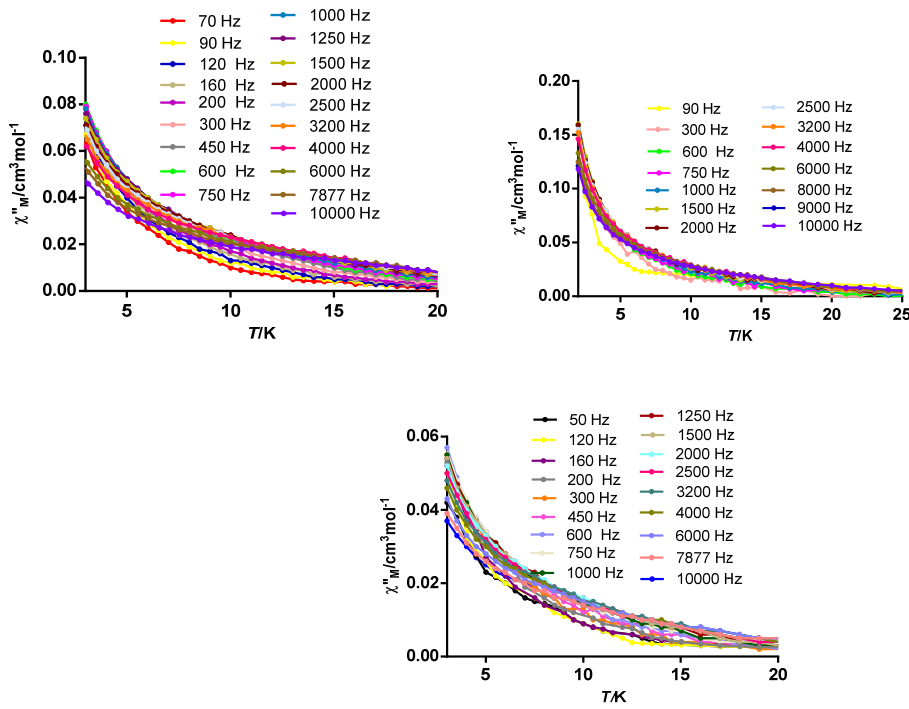 70 Hz
90 Hz
120 Hz
160 Hz
200 Hz
300 Hz
450 Hz
600 Hz
750 Hz
1000 Hz
1250 Hz
1500 Hz
2000 Hz
2500 Hz
3200 Hz
4000 Hz
6000 Hz
7877 Hz
10000 Hz
0.10
0.08
0.06
0.04
0.02
0.00
χ"M/cm3mol-1
5 10 15 20
T/K
90 Hz
300 Hz
600 Hz
750 Hz
1000 Hz
1500 Hz
2000 Hz
2500 Hz
3200 Hz
4000 Hz
6000 Hz
8000 Hz
9000 Hz
10000 Hz
0.20
0.15
0.10
0.05
0.00
χ"M/cm3mol-1
5 10 15 20 25
T/K
50 Hz
120 Hz
160 Hz
200 Hz
300 Hz
450 Hz
600 Hz
750 Hz
1000 Hz
1250 Hz
1500 Hz
2000 Hz
2500 Hz
3200 Hz
4000 Hz
6000 Hz
7877 Hz
10000 Hz
0.06
0.04
0.02
0.00
χ"M/cm3mol-1
5 10 15 20
T/K